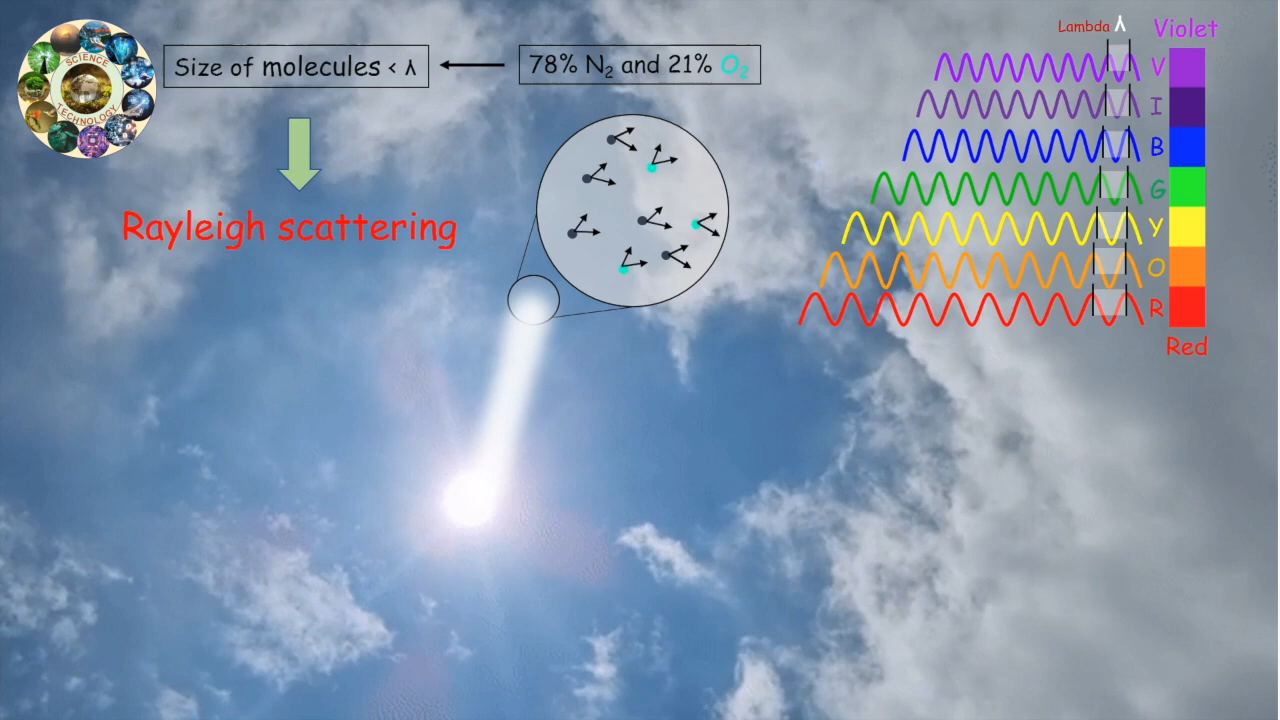 SCIENCE
TECHNOLOGY
Size of molecules < λ
78% N₂ and 21% O₂
Rayleigh scattering
Lambda λ
Violet
V
I
B
G
Y
O
R
Red